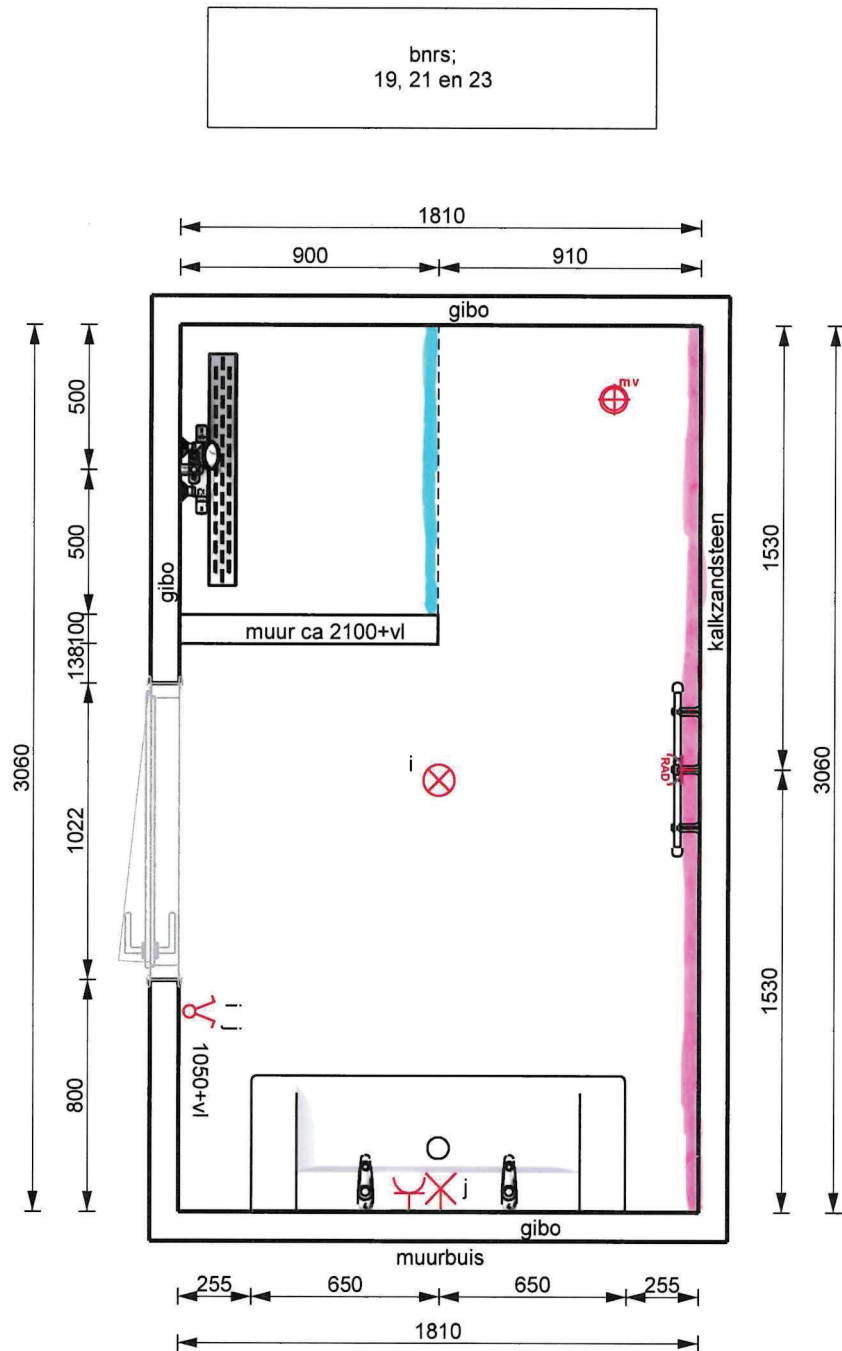 bnrs;
19, 21 en 23
1810
900
910
gibo
mv
500
500
100
138
1022
800
3060
gibo
muur ca 2100+vl
kalkzandsteen
1530
1530
3060
i
RAD
i
j
1050+vl
j
gibo
muurbuis
255
650
650
255
1810